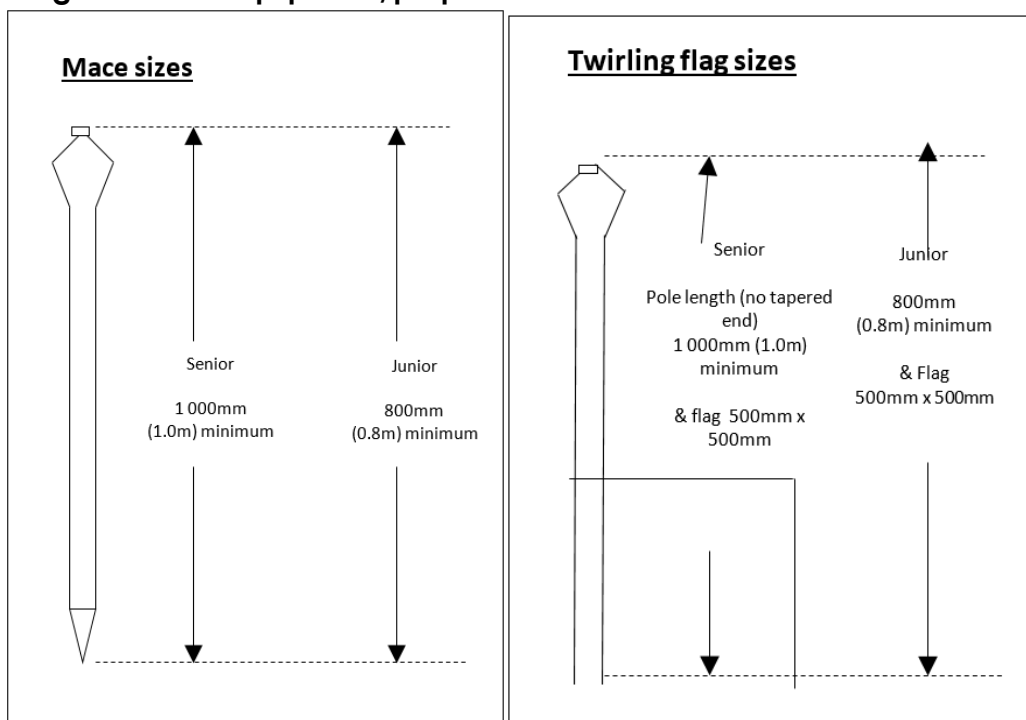 Mace sizes
Senior
1 000mm
(1.0m) minimum
Junior
800mm
(0.8m) minimum
Twirling flag sizes
Senior
Pole length (no tapered
end)
1 000mm (1.0m)
minimum
& flag 500mm x
500mm
Junior
800mm
(0.8m) minimum
& Flag
500mm x 500mm